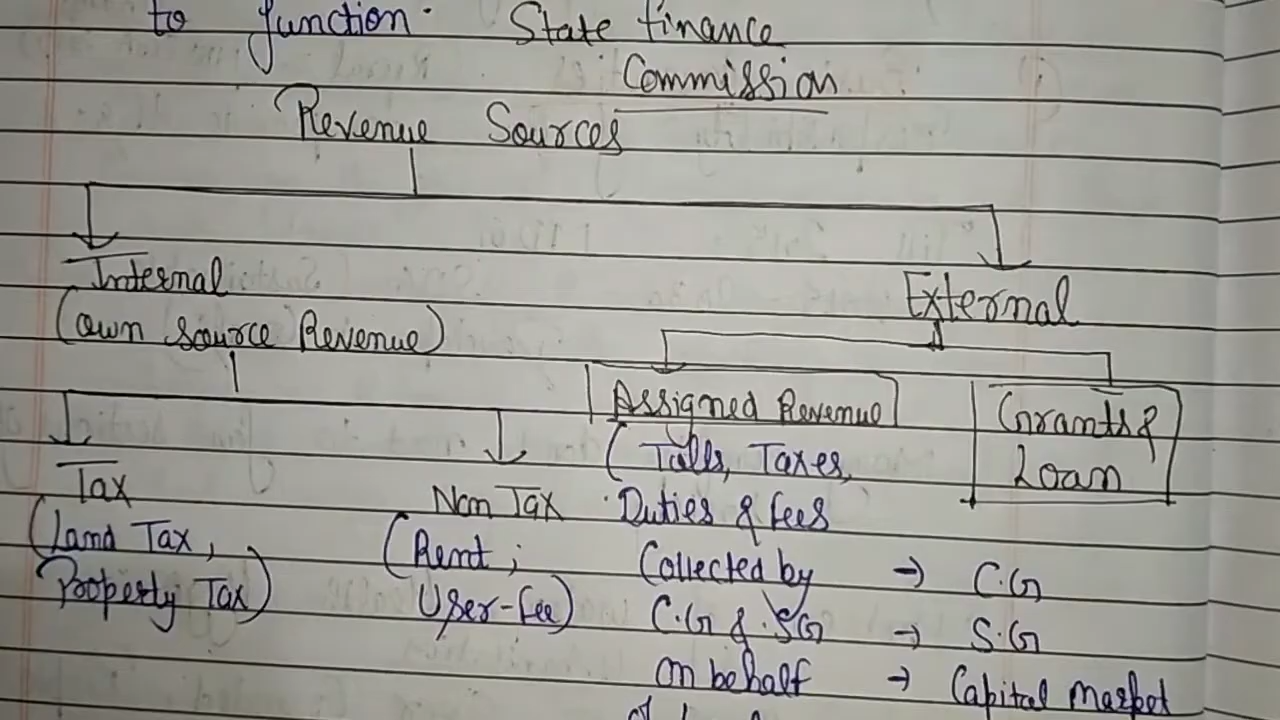 to function. State finance
Commission
Revenue Sources
Internal
(own source Revenue)
External
Assigned Revenue
Grants &
Loan
(Tolls, Taxes,
Duties & Fees
Collected by
C.G & SG
on behalf
Tax
(Land Tax,
Property Tax)
Non Tax
(Rent;
User-Fee)
→ C.G
→ S.G
→ Capital Market